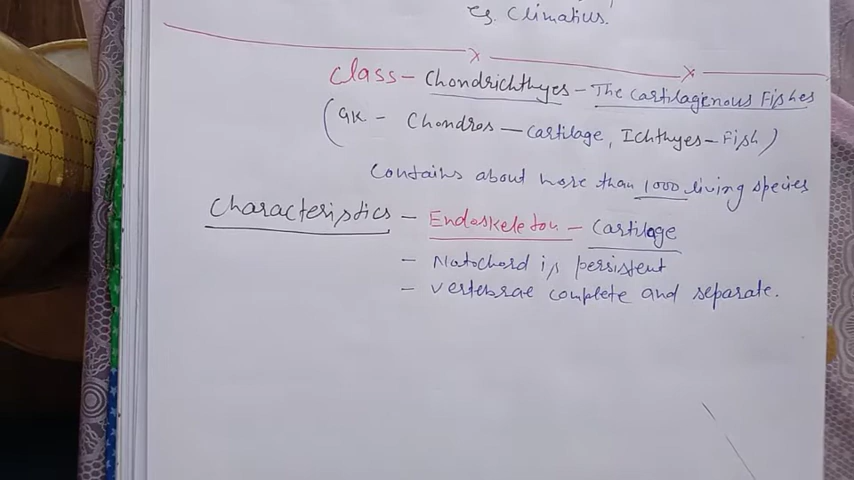 eg. Climatius.
Class - Chondrichthyes - The Cartilagenous Fishes
(GK - Chondros - cartilage, Ichthyes - Fish)
Contains about more than 1000 living species
Characteristics - Endoskeleton - Cartilage
- Notochord is persistent
- Vertebrae complete and separate.